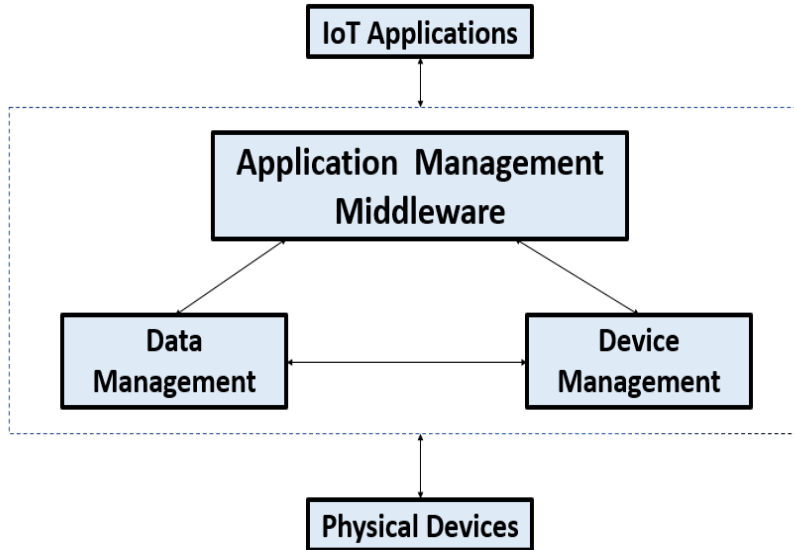 IoT Applications
Application Management
Middleware
Data
Management
Device
Management
Physical Devices